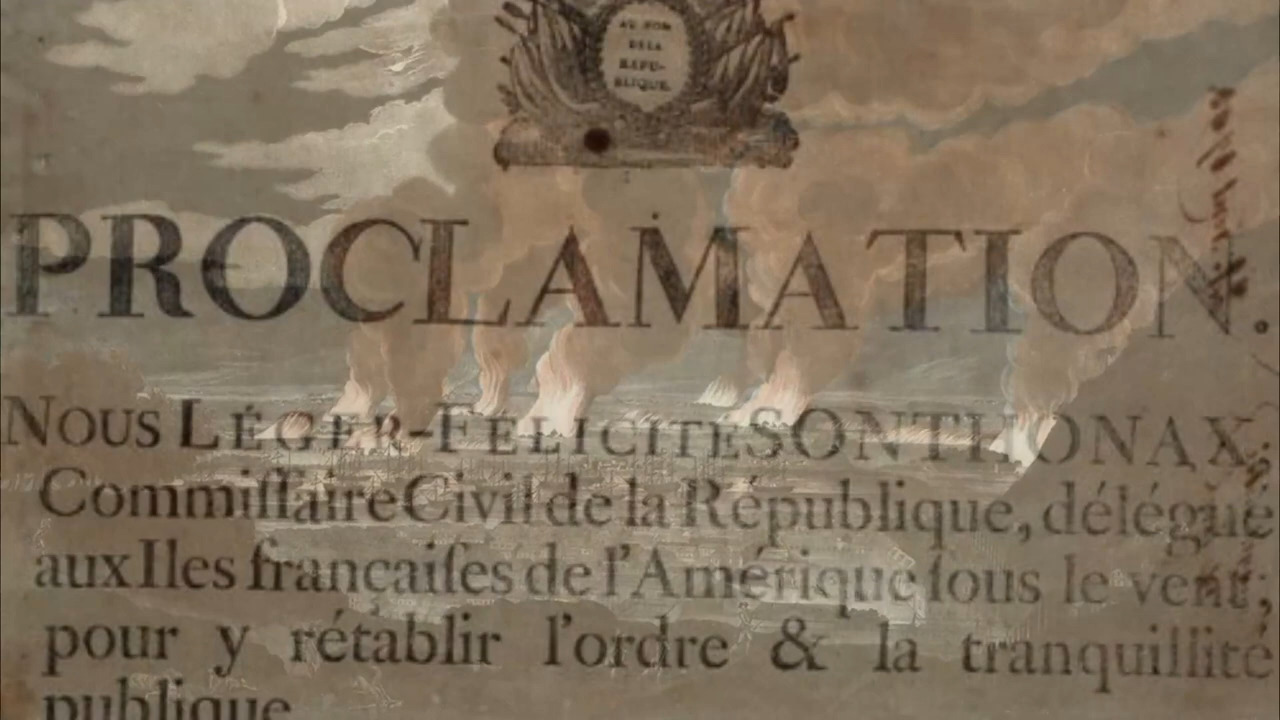 AU NOM
DE LA
RÉPU-
BLIQUE.
PROCLAMATION.
NOUS LÉGER-FÉLICITÉ SONTHONAX,
Commiſſaire Civil de la République, délégué
aux Iles françaiſes de l'Amérique ſous le vent,
pour y rétablir l'ordre & la tranquillité
publique